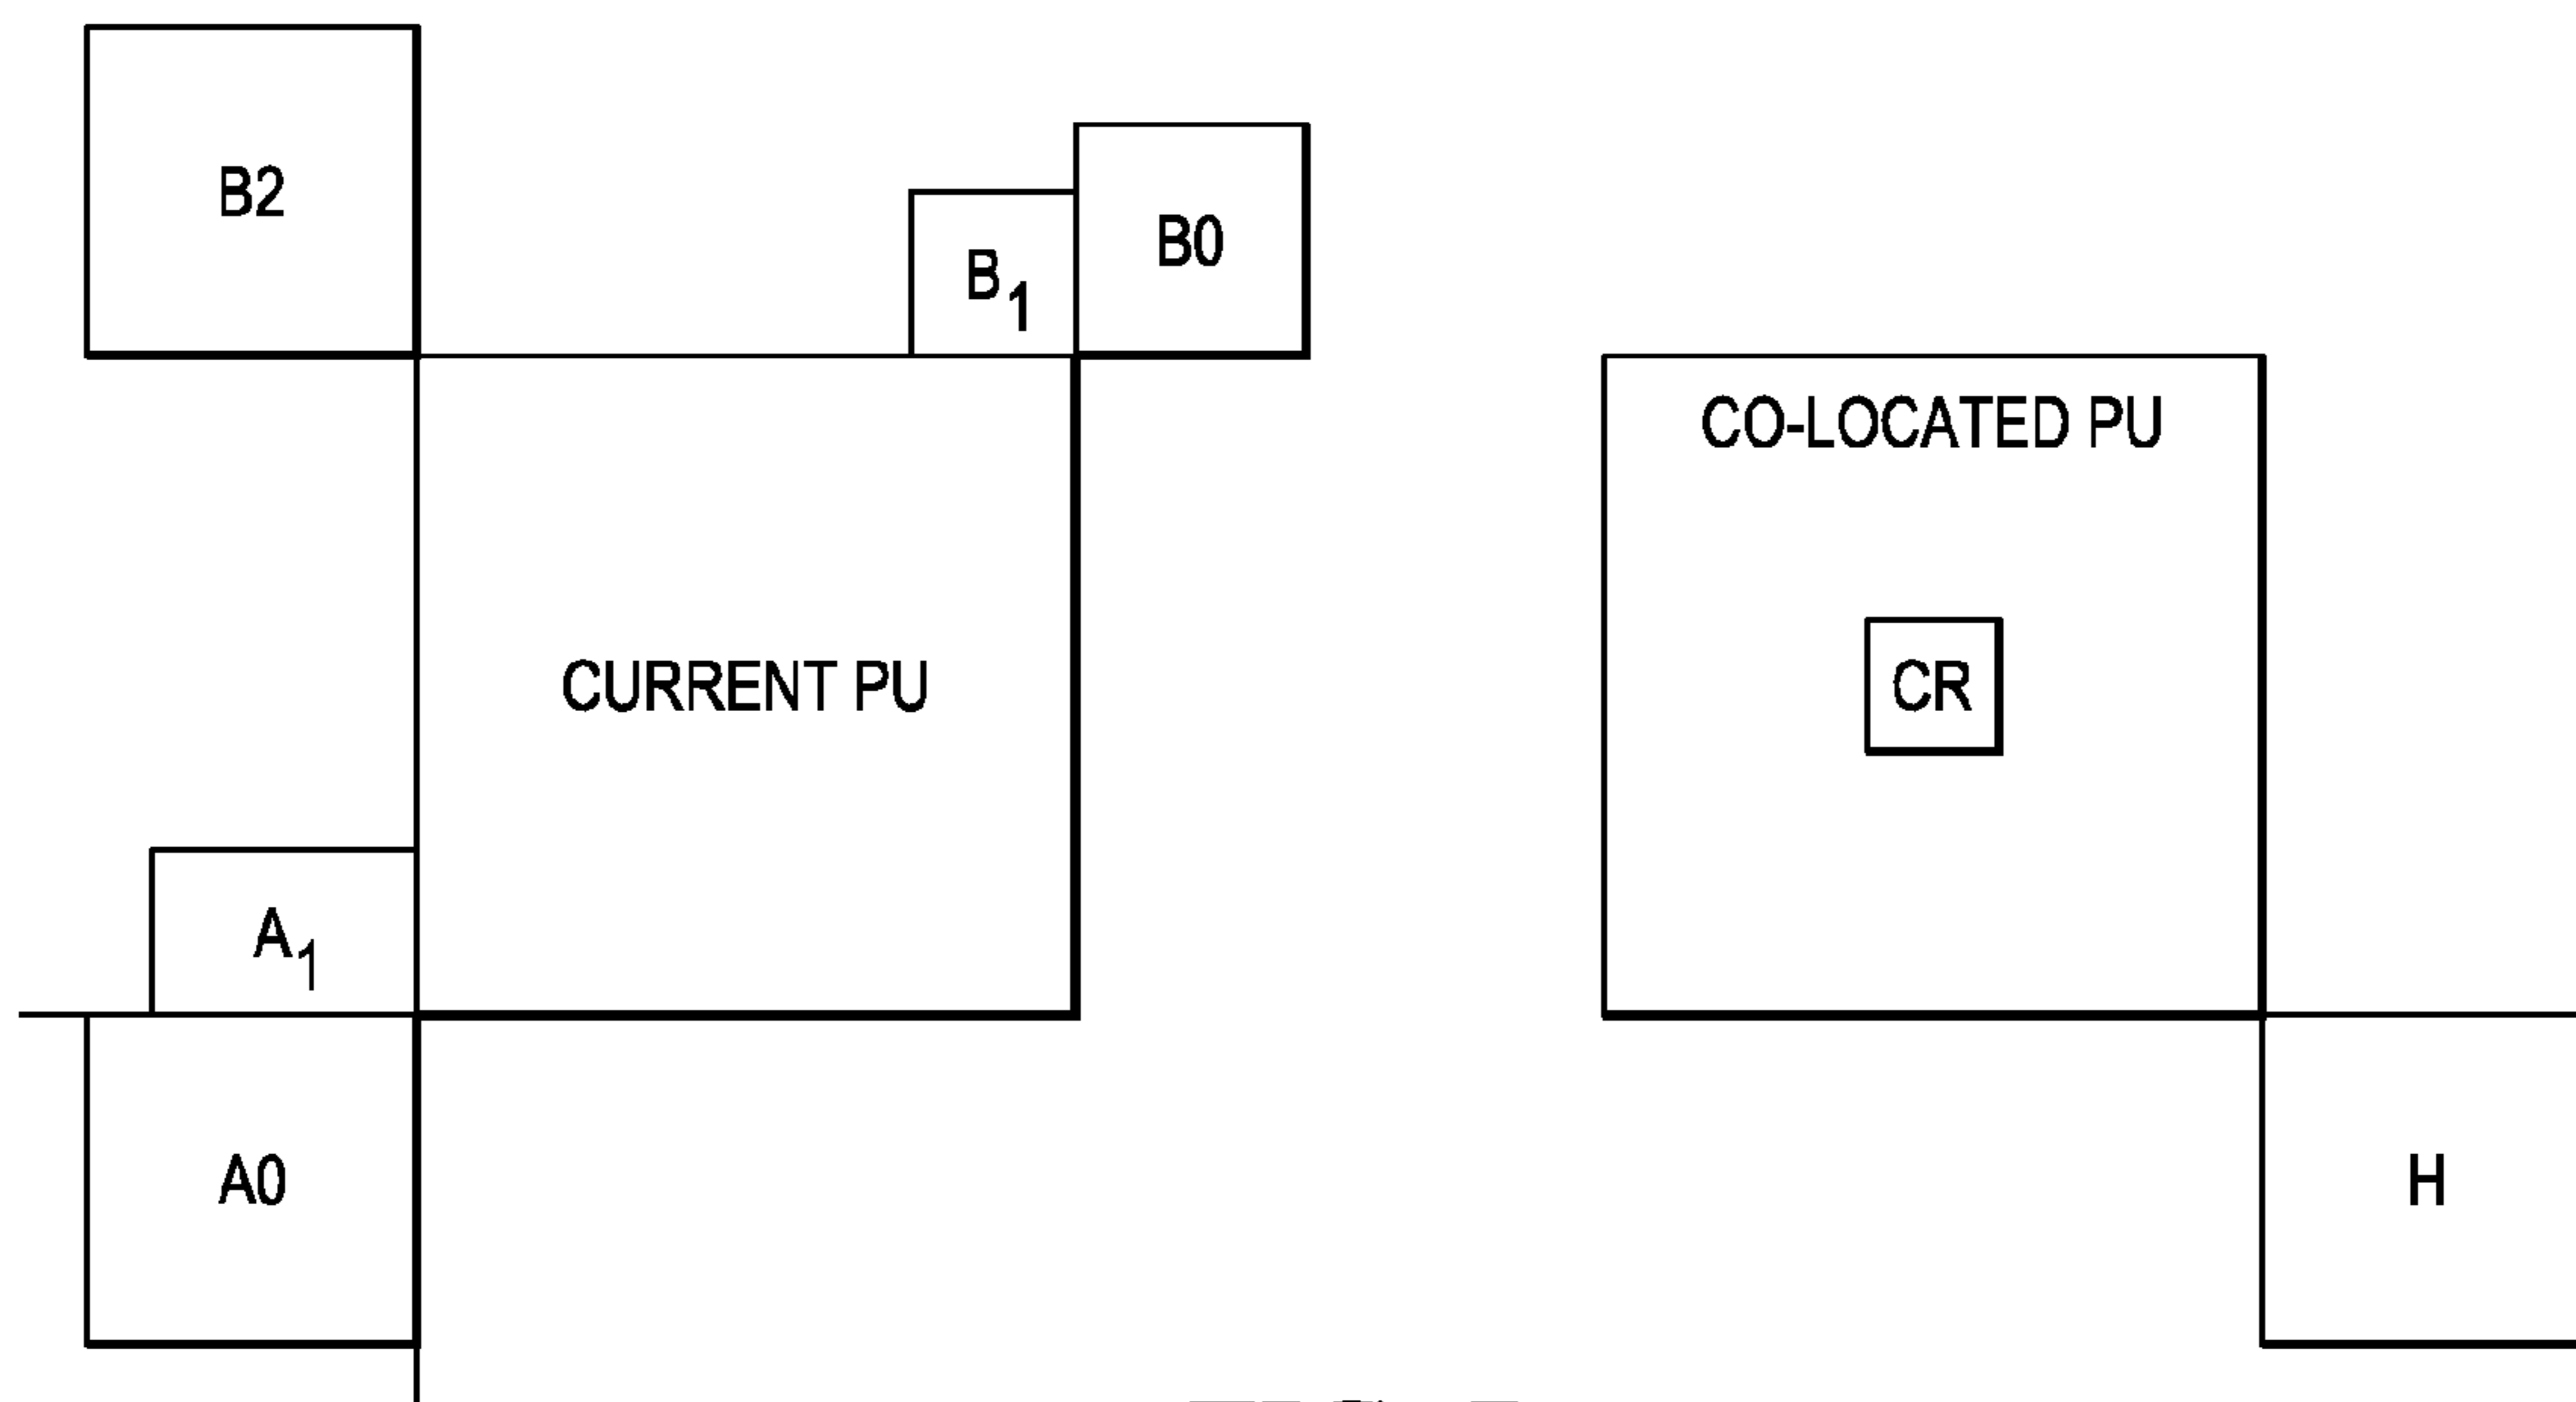 B2
B0
B1
CO-LOCATED PU
CURRENT PU
CR
A1
A0
H